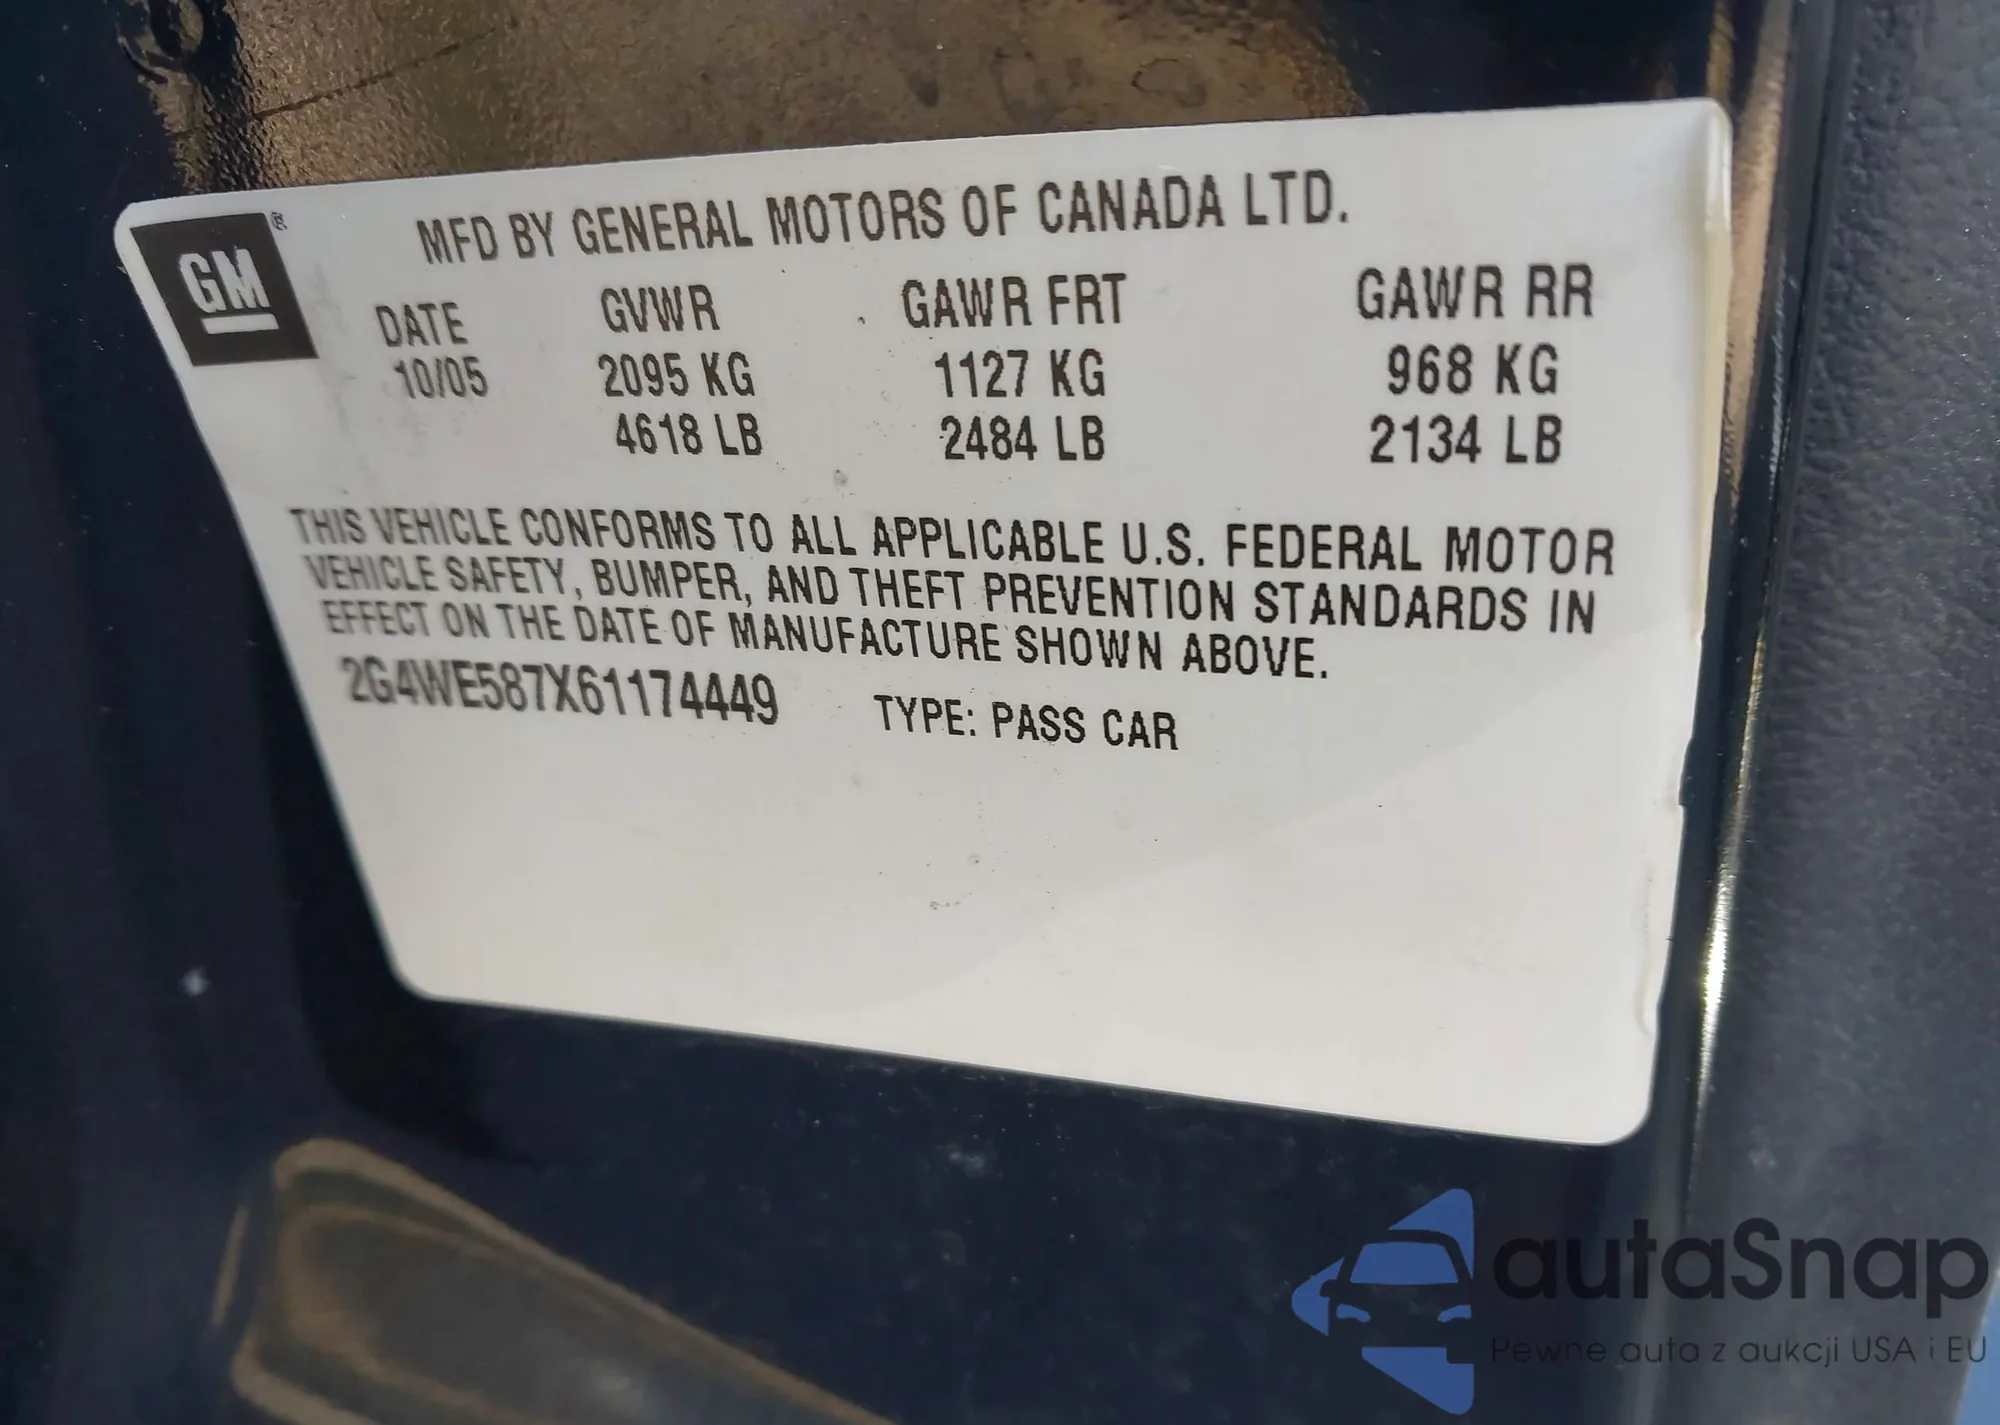 GM ®
MFD BY GENERAL MOTORS OF CANADA LTD.
DATE GVWR GAWR FRT GAWR RR
10/05 2095 KG 1127 KG 968 KG
4618 LB 2484 LB 2134 LB
THIS VEHICLE CONFORMS TO ALL APPLICABLE U.S. FEDERAL MOTOR
VEHICLE SAFETY, BUMPER, AND THEFT PREVENTION STANDARDS IN
EFFECT ON THE DATE OF MANUFACTURE SHOWN ABOVE.
2G4WE587X61174449 TYPE: PASS CAR
autaSnap
Pewne auta z aukcji USA i EU